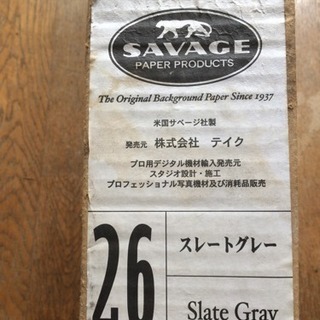 SAVAGE
PAPER PRODUCTS
The Original Background Paper Since 1937
米国サベージ社製
発売元 株式会社 テイク
プロ用デジタル機材輸入発売元
スタジオ設計・施工
プロフェッショナル写真機材及び消耗品販売
26
スレートグレー
Slate Gray